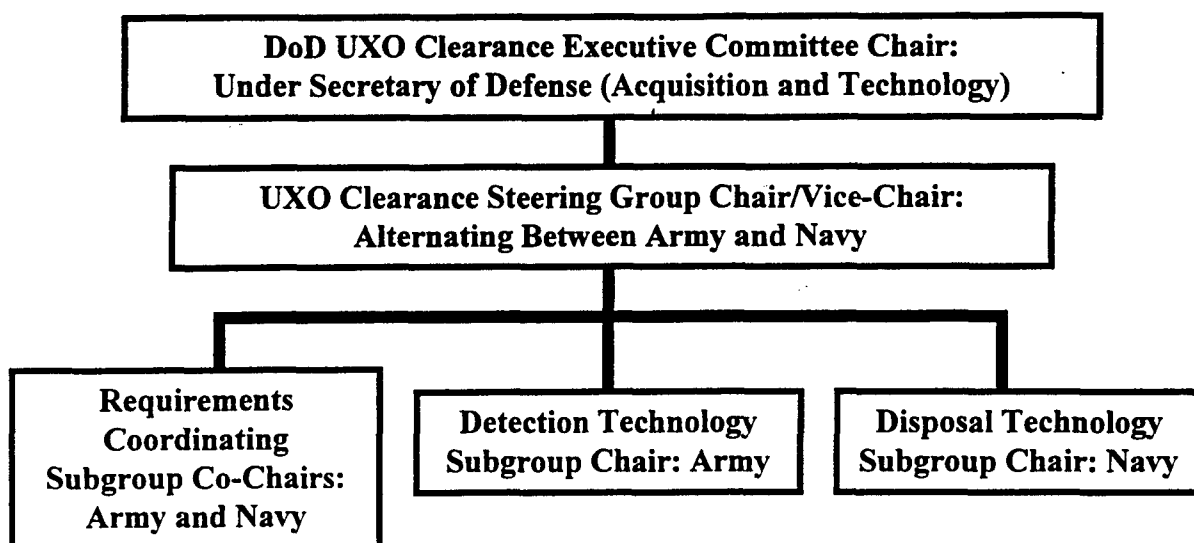 DoD UXO Clearance Executive Committee Chair:
Under Secretary of Defense (Acquisition and Technology)
UXO Clearance Steering Group Chair/Vice-Chair:
Alternating Between Army and Navy
Requirements
Coordinating
Subgroup Co-Chairs:
Army and Navy
Detection Technology
Subgroup Chair: Army
Disposal Technology
Subgroup Chair: Navy